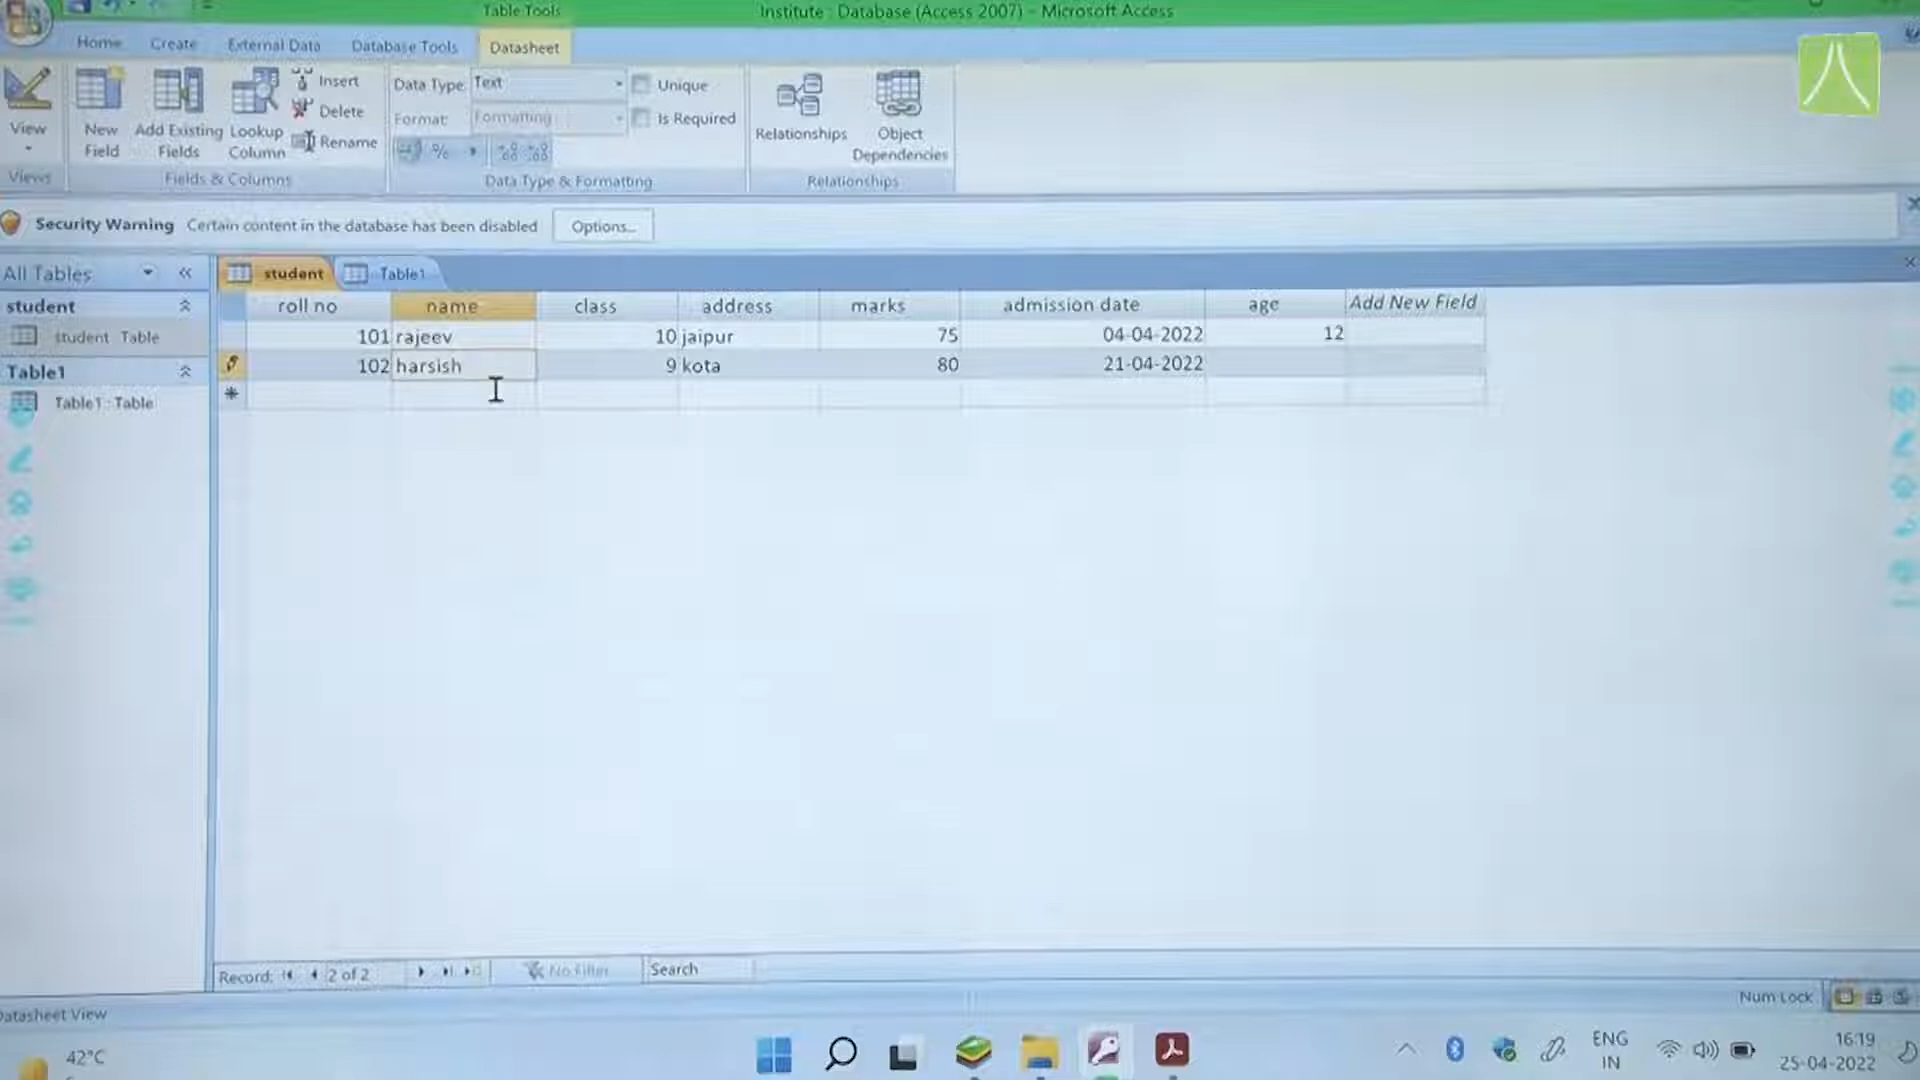 Table Tools
Institute : Database (Access 2007) - Microsoft Access
Home Create External Data Database Tools Datasheet
View
New Field
Add Existing Fields
Lookup Column
Insert
Delete
Rename
Data Type: Text
Format: Formatting
%
Unique
Is Required
Relationships
Object Dependencies
Views Fields & Columns Data Type & Formatting Relationships
Security Warning Certain content in the database has been disabled Options...
All Tables
student
student : Table
Table1
Table1 : Table
student Table1
roll no name class address marks admission date age Add New Field
101 rajeev 10 jaipur 75 04-04-2022 12
102 harsish 9 kota 80 21-04-2022
Record: 2 of 2 No Filter Search
Datasheet View
Num Lock
42°C
ENG
IN
16:19
25-04-2022